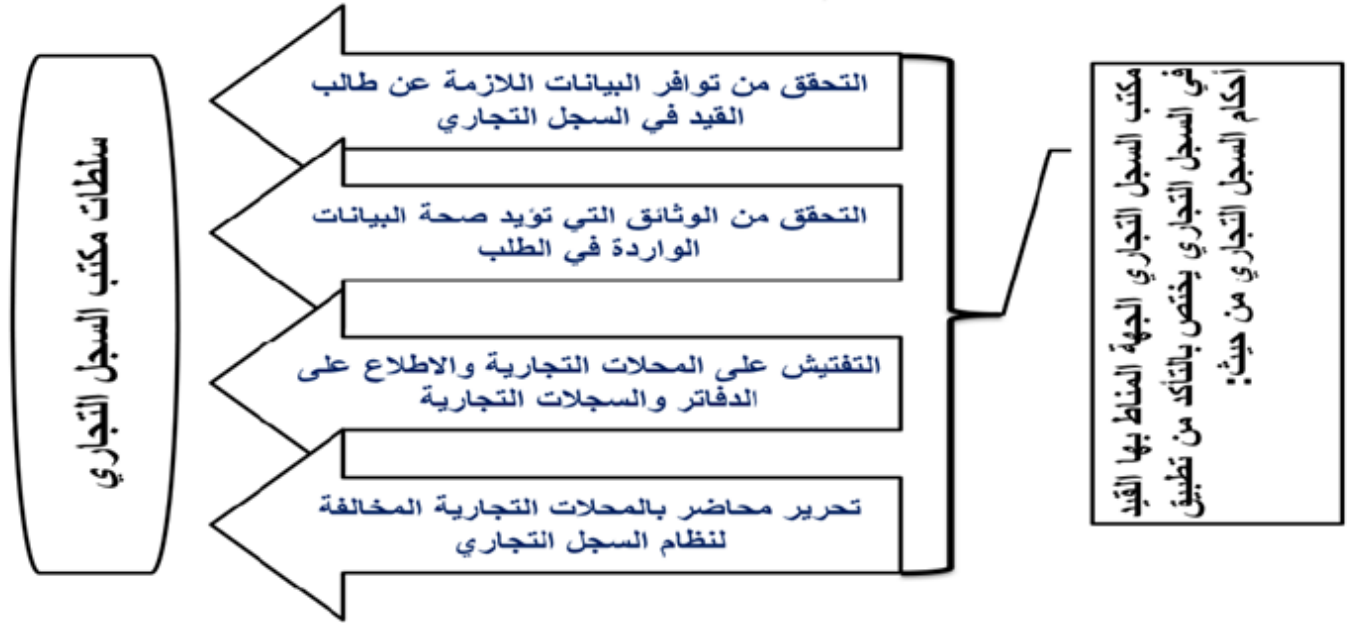 مكتب السجل التجاري الجهة المناط بها القيد
في السجل التجاري يختص بالتأكد من تطبيق
أحكام السجل التجاري من حيث:
التحقق من توافر البيانات اللازمة عن طالب
القيد في السجل التجاري
التحقق من الوثائق التي تؤيد صحة البيانات
الواردة في الطلب
التفتيش على المحلات التجارية والاطلاع على
الدفاتر والسجلات التجارية
تحرير محاضر بالمحلات التجارية المخالفة
لنظام السجل التجاري
سلطات مكتب السجل التجاري